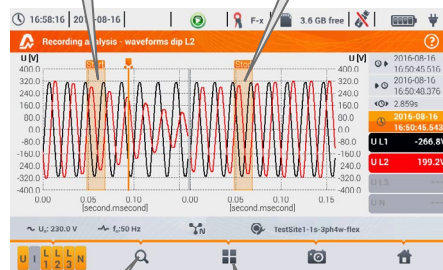 16:58:16 2016-08-16 F-x 3.6 GB free
Recording analysis - waveforms dip L2 ?
U [V] U [V]
Start Stop
400.0 400.0
320.0 320.0
240.0 240.0
160.0 160.0
80.0 80.0
0.0 0.0
-80.0 -80.0
-160.0 -160.0
-240.0 -240.0
-320.0 -320.0
-400.0 -400.0
0.00 0.05 0.10 0.00 0.05 0.10 0.15
[second.msecond] [second.msecond]
2016-08-16
16:50:45.516
2016-08-16
16:50:48.376
2.859s
2016-08-16
16:50:45.643
U L1 -266.8V
U L2 199.2V
U L3 ---
U N ---
Uₙ: 230.0 V fₙ:50 Hz TestSite1-1s-3ph4w-flex
U I L1 L2 L3 N